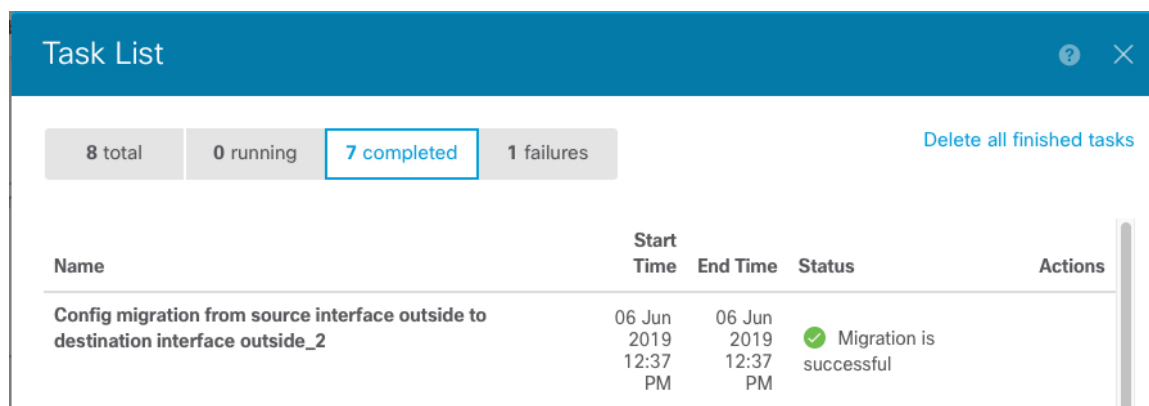 Task List
?
8 total 0 running 7 completed 1 failures
Delete all finished tasks
Name Start Time End Time Status Actions
Config migration from source interface outside to
destination interface outside_2
06 Jun
2019
12:37
PM
06 Jun
2019
12:37
PM
Migration is
successful